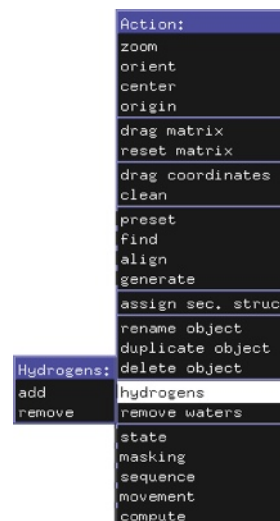 Action:
zoom
orient
center
origin
drag matrix
reset matrix
drag coordinates
clean
preset
find
align
generate
assign sec. struc
rename object
duplicate object
delete object
hydrogens
remove waters
state
masking
sequence
movement
compute
Hydrogens:
add
remove